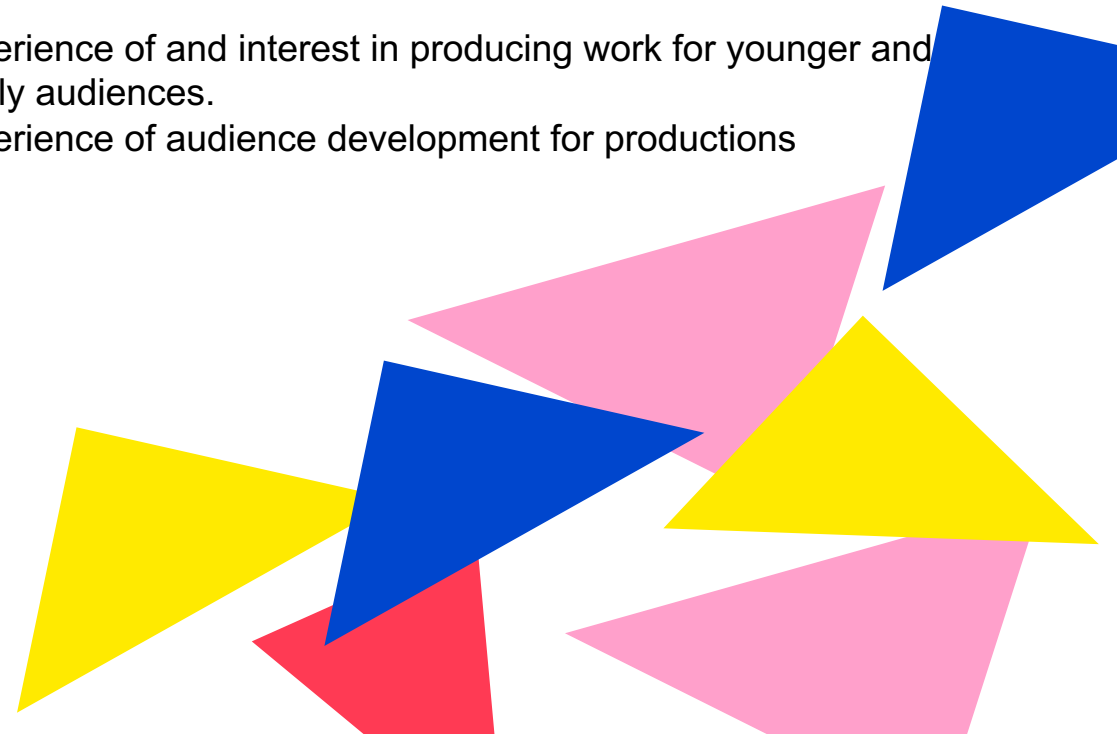 erience of and interest in producing work for younger and
ly audiences.
erience of audience development for productions